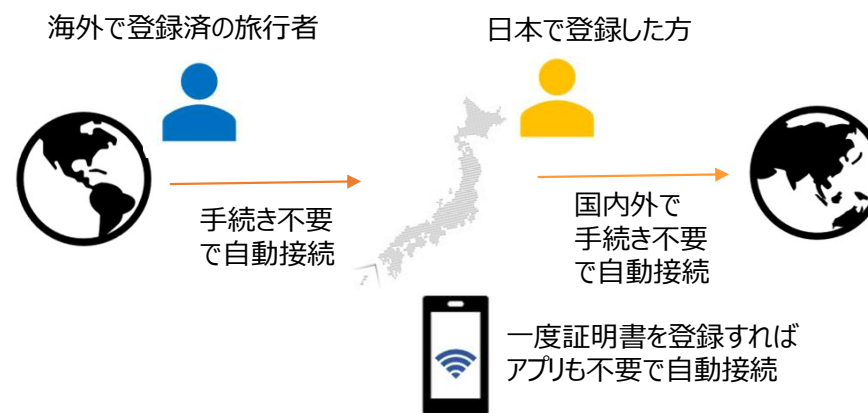 海外で登録済の旅行者
日本で登録した方
手続き不要
で自動接続
国内外で
手続き不要
で自動接続
一度証明書を登録すれば
アプリも不要で自動接続